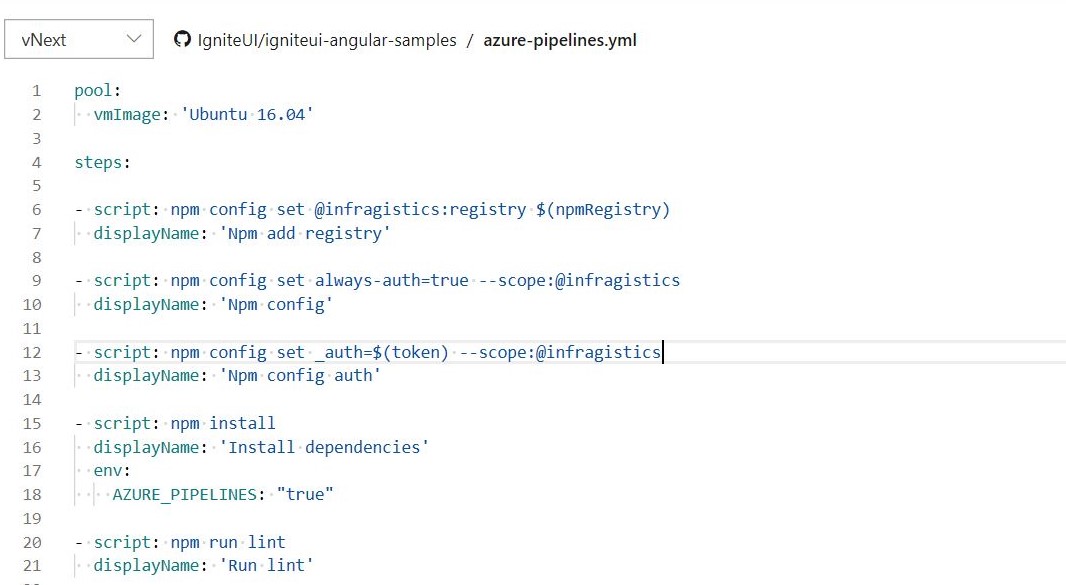 vNext IgniteUI/igniteui-angular-samples / azure-pipelines.yml
1 pool:
2 vmImage: 'Ubuntu 16.04'
3
4 steps:
5
6 - script: npm config set @infragistics:registry $(npmRegistry)
7 displayName: 'Npm add registry'
8
9 - script: npm config set always-auth=true --scope:@infragistics
10 displayName: 'Npm config'
11
12 - script: npm config set _auth=$(token) --scope:@infragistics
13 displayName: 'Npm config auth'
14
15 - script: npm install
16 displayName: 'Install dependencies'
17 env:
18 AZURE_PIPELINES: "true"
19
20 - script: npm run lint
21 displayName: 'Run lint'